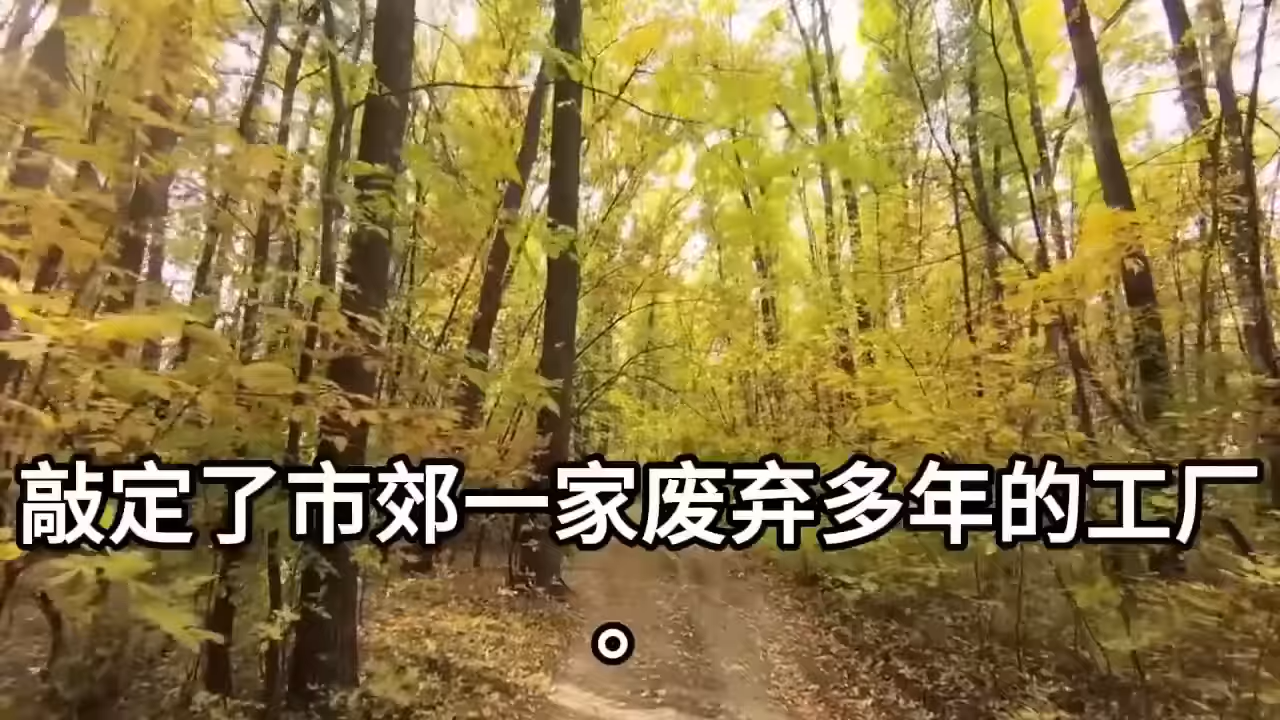 敲定了市郊一家废弃多年的工厂
。